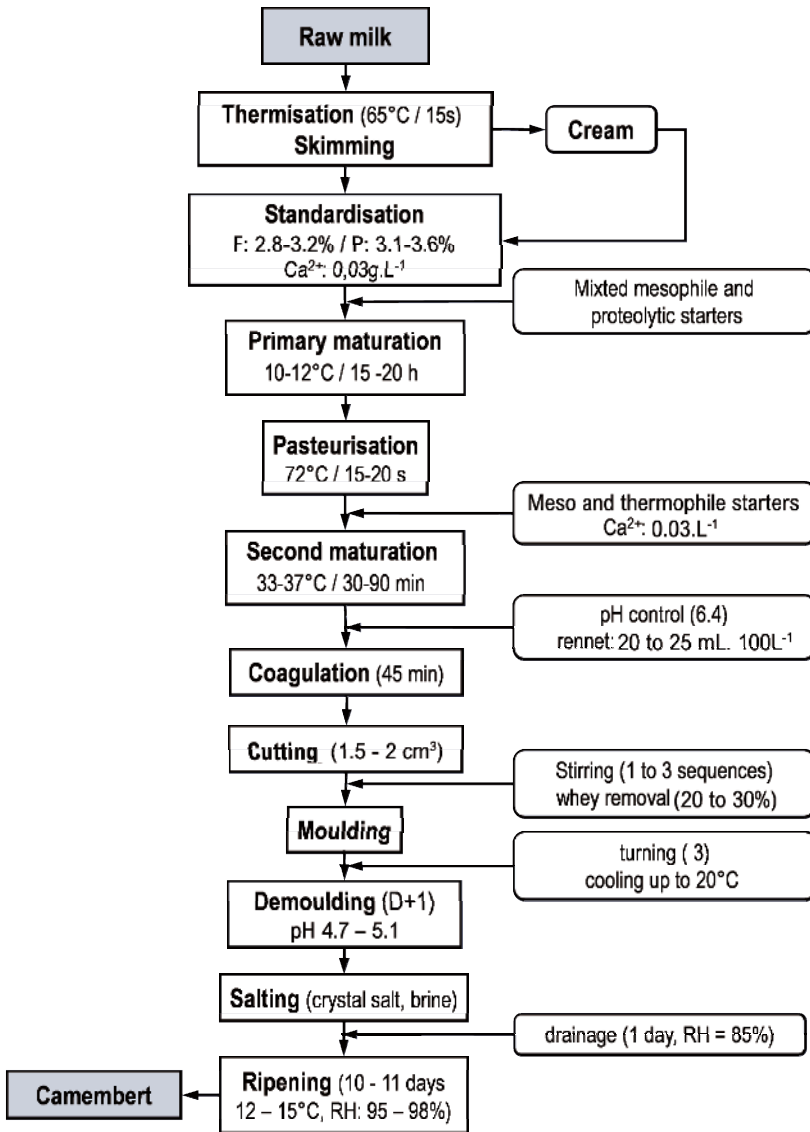 Raw milk
Thermisation (65°C / 15s)
Skimming
Cream
Standardisation
F: 2.8-3.2% / P: 3.1-3.6%
Ca²⁺: 0,03g.L⁻¹
Mixted mesophile and
proteolytic starters
Primary maturation
10-12°C / 15 -20 h
Pasteurisation
72°C / 15-20 s
Meso and thermophile starters
Ca²⁺: 0.03.L⁻¹
Second maturation
33-37°C / 30-90 min
pH control (6.4)
rennet: 20 to 25 mL. 100L⁻¹
Coagulation (45 min)
Cutting (1.5 - 2 cm³)
Stirring (1 to 3 sequences)
whey removal (20 to 30%)
Moulding
turning ( 3)
cooling up to 20°C
Demoulding (D+1)
pH 4.7 – 5.1
Salting (crystal salt, brine)
drainage (1 day, RH = 85%)
Ripening (10 - 11 days
12 – 15°C, RH: 95 – 98%)
Camembert